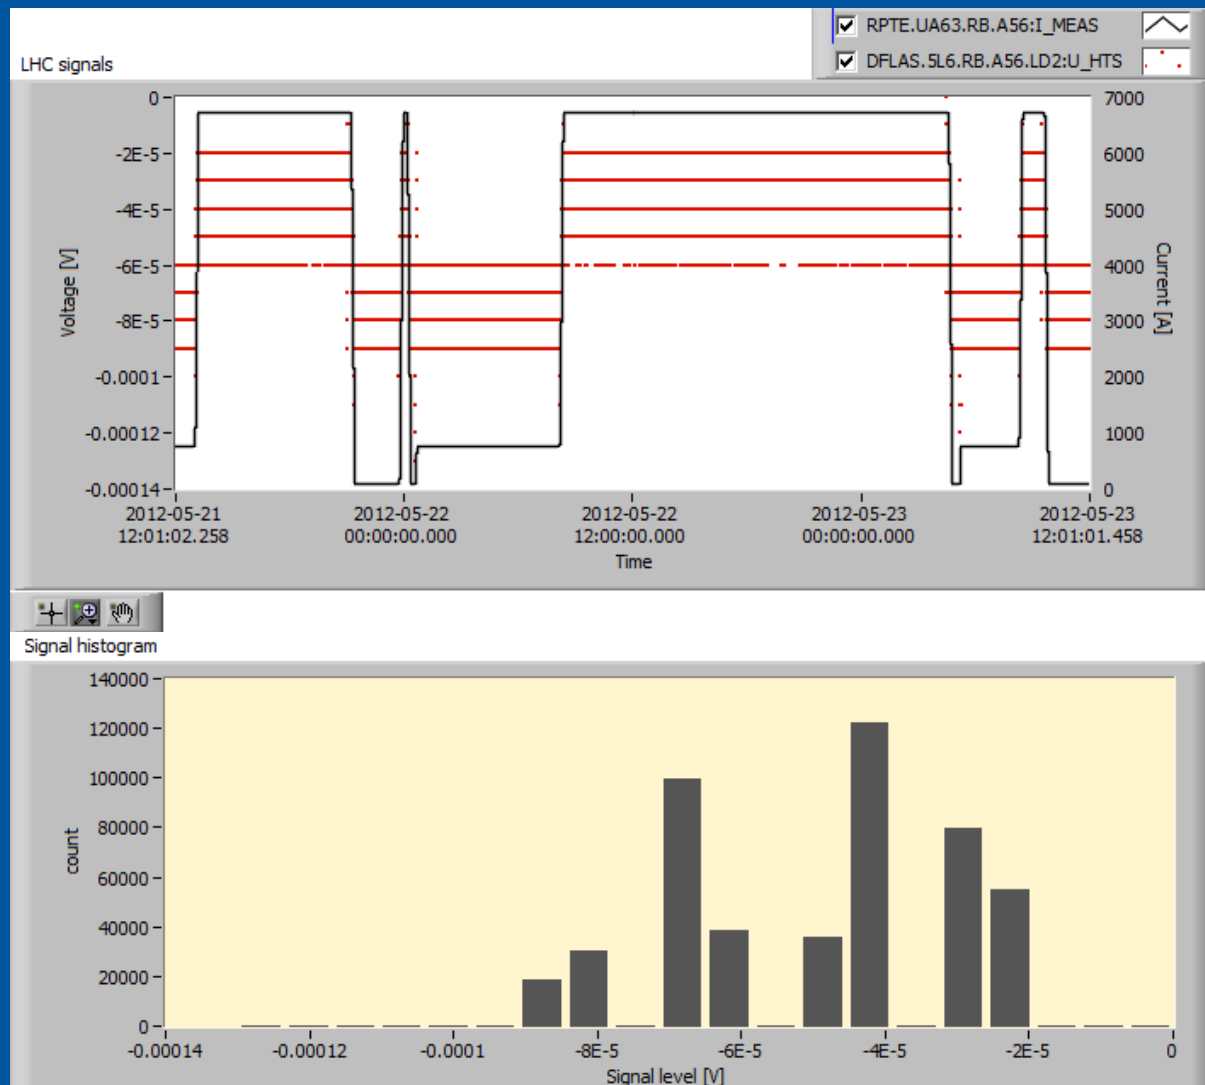 RPTE.UA63.RB.A56:I_MEAS
LHC signals
DFLAS.5L6.RB.A56.LD2:U_HTS
0
-2E-5
-4E-5
-6E-5
-8E-5
-0.0001
-0.00012
-0.00014
Voltage [V]
7000
6000
5000
4000
3000
2000
1000
0
Current [A]
2012-05-21 2012-05-22 2012-05-22 2012-05-23 2012-05-23
12:01:02.258 00:00:00.000 12:00:00.000 00:00:00.000 12:01:01.458
Time
Signal histogram
140000
120000
100000
80000
60000
40000
20000
0
count
-0.00014 -0.00012 -0.0001 -8E-5 -6E-5 -4E-5 -2E-5 0
Signal level [V]